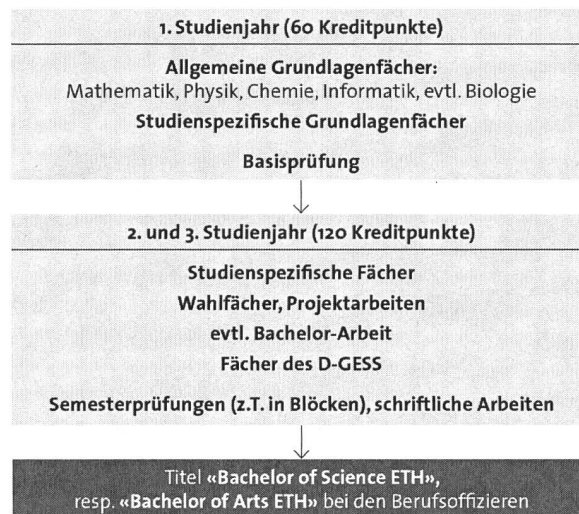 1. Studienjahr (60 Kreditpunkte)
Allgemeine Grundlagenfächer:
Mathematik, Physik, Chemie, Informatik, evtl. Biologie
Studienspezifische Grundlagenfächer
Basisprüfung
2. und 3. Studienjahr (120 Kreditpunkte)
Studienspezifische Fächer
Wahlfächer, Projektarbeiten
evtl. Bachelor-Arbeit
Fächer des D-GESS
Semesterprüfungen (z.T. in Blöcken), schriftliche Arbeiten
Titel «Bachelor of Science ETH»,
resp. «Bachelor of Arts ETH» bei den Berufsoffizieren